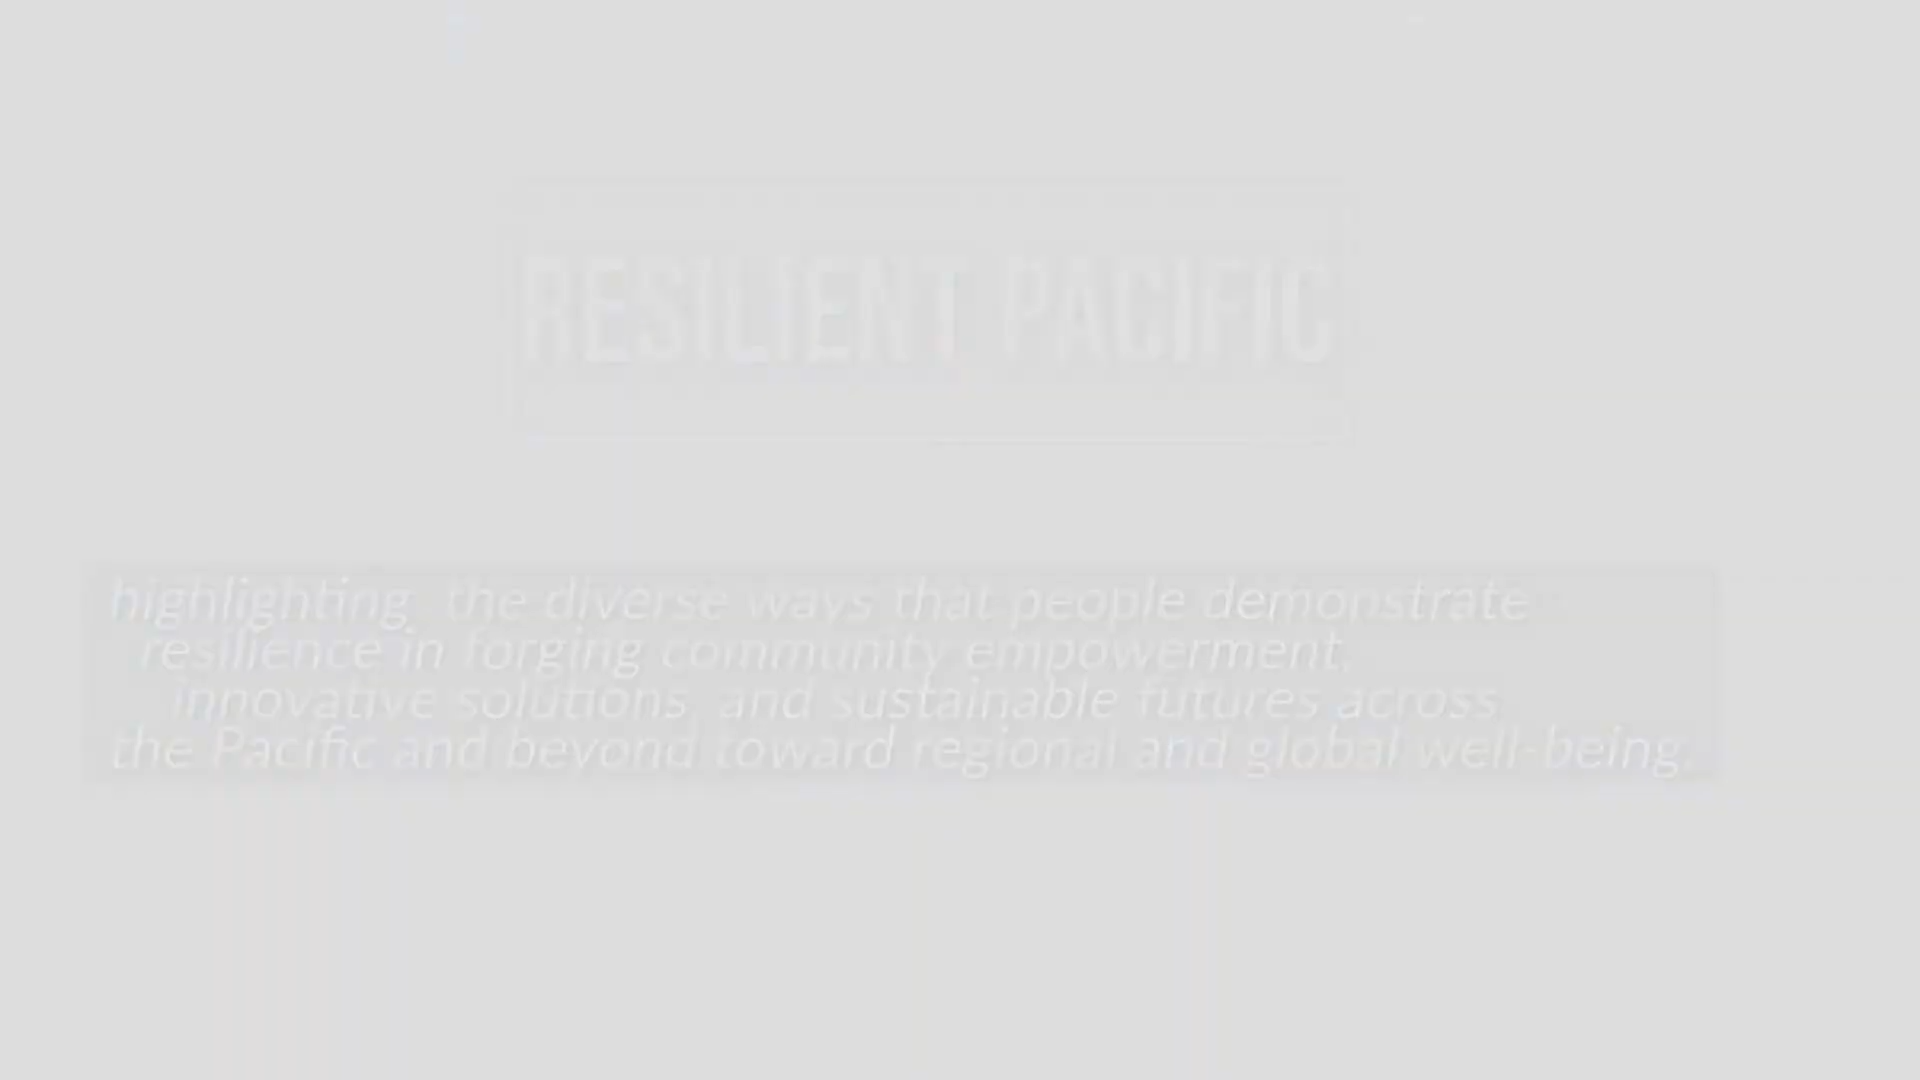 RESILIENT PACIFIC
highlighting the diverse ways that people demonstrate
resilience in forging community empowerment,
innovative solutions, and sustainable futures across
the Pacific and beyond toward regional and global well-being.